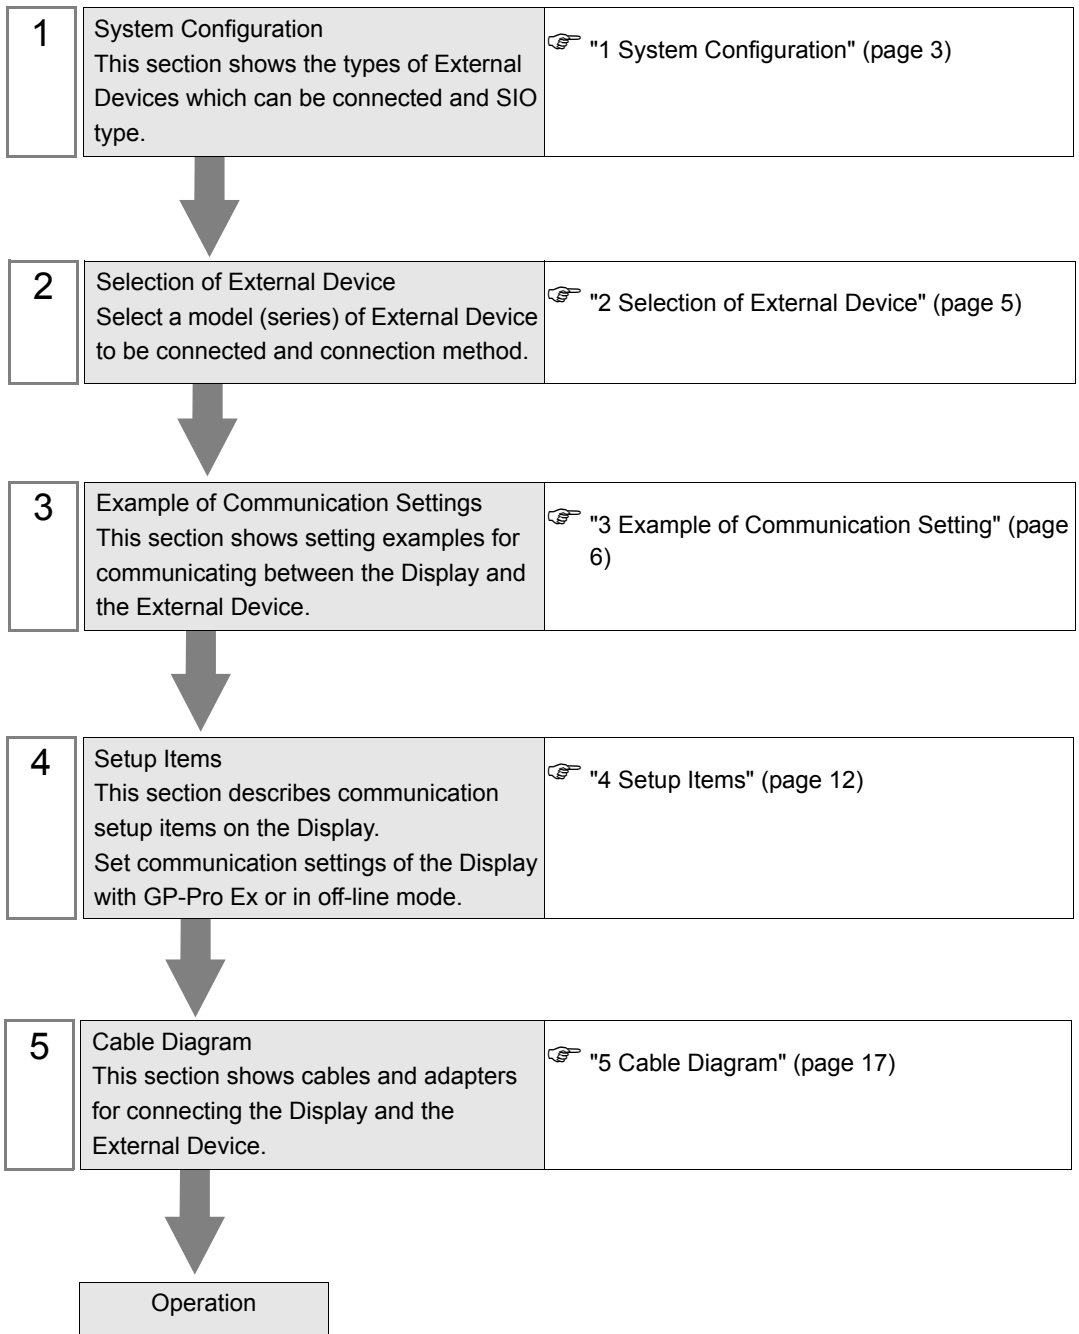 1
System Configuration
This section shows the types of External
Devices which can be connected and SIO
type.
"1 System Configuration" (page 3)
2
Selection of External Device
Select a model (series) of External Device
to be connected and connection method.
"2 Selection of External Device" (page 5)
3
Example of Communication Settings
This section shows setting examples for
communicating between the Display and
the External Device.
"3 Example of Communication Setting" (page
6)
4
Setup Items
This section describes communication
setup items on the Display.
Set communication settings of the Display
with GP-Pro Ex or in off-line mode.
"4 Setup Items" (page 12)
5
Cable Diagram
This section shows cables and adapters
for connecting the Display and the
External Device.
"5 Cable Diagram" (page 17)
Operation